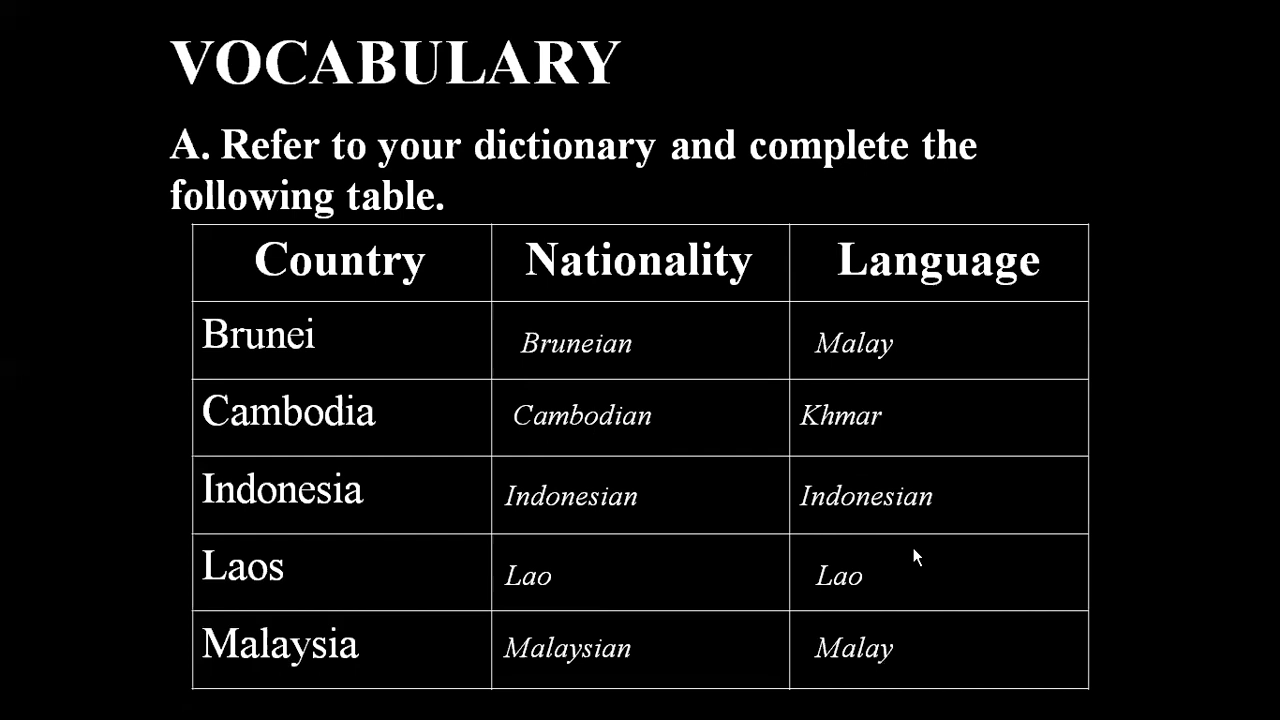 VOCABULARY
A. Refer to your dictionary and complete the
following table.
Country Nationality Language
Brunei Bruneian Malay
Cambodia Cambodian Khmar
Indonesia Indonesian Indonesian
Laos Lao Lao
Malaysia Malaysian Malay